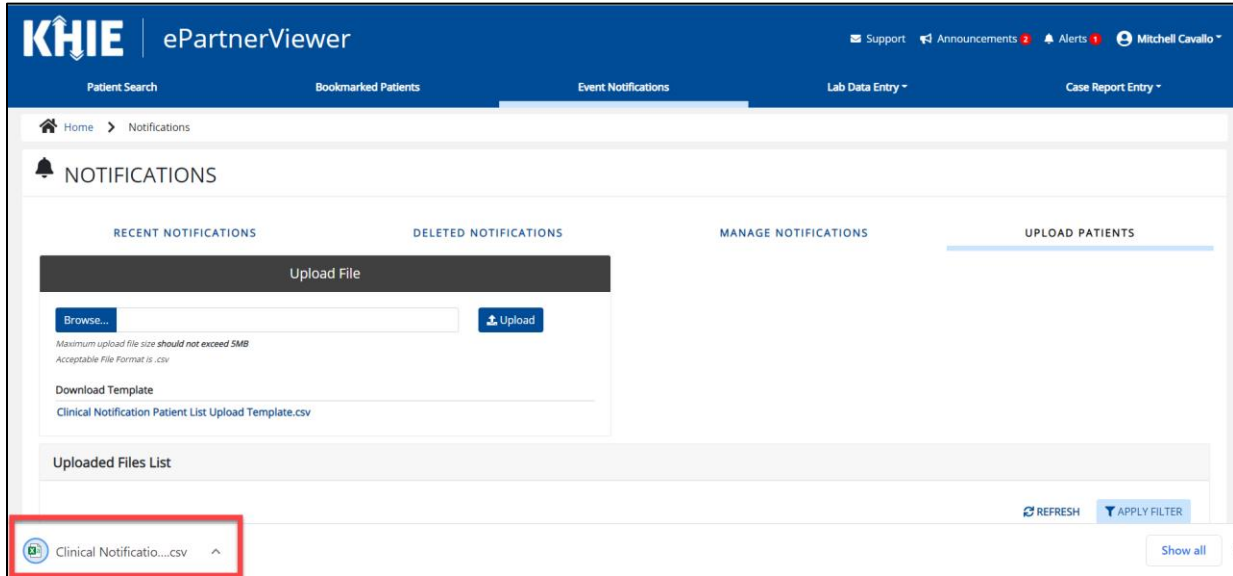 KHIE ePartnerViewer
Support Announcements 2 Alerts 1 Mitchell Cavallo
Patient Search Bookmarked Patients Event Notifications Lab Data Entry Case Report Entry
Home > Notifications
NOTIFICATIONS
RECENT NOTIFICATIONS DELETED NOTIFICATIONS MANAGE NOTIFICATIONS UPLOAD PATIENTS
Upload File
Browse... Upload
Maximum upload file size should not exceed 5MB
Acceptable File Format is .csv
Download Template
Clinical Notification Patient List Upload Template.csv
Uploaded Files List
REFRESH APPLY FILTER
Clinical Notificatio....csv Show all